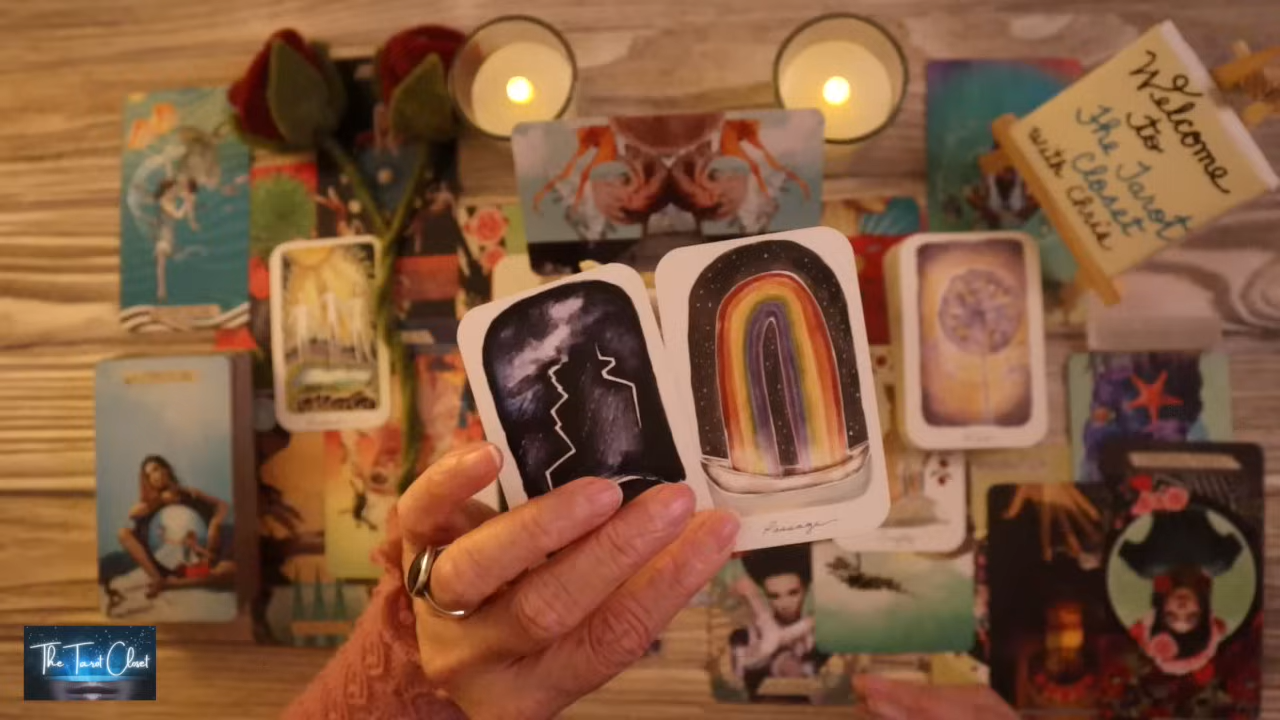 Welcome
to
The Tarot
Closet
with Chris
Passage
The Tarot Closet